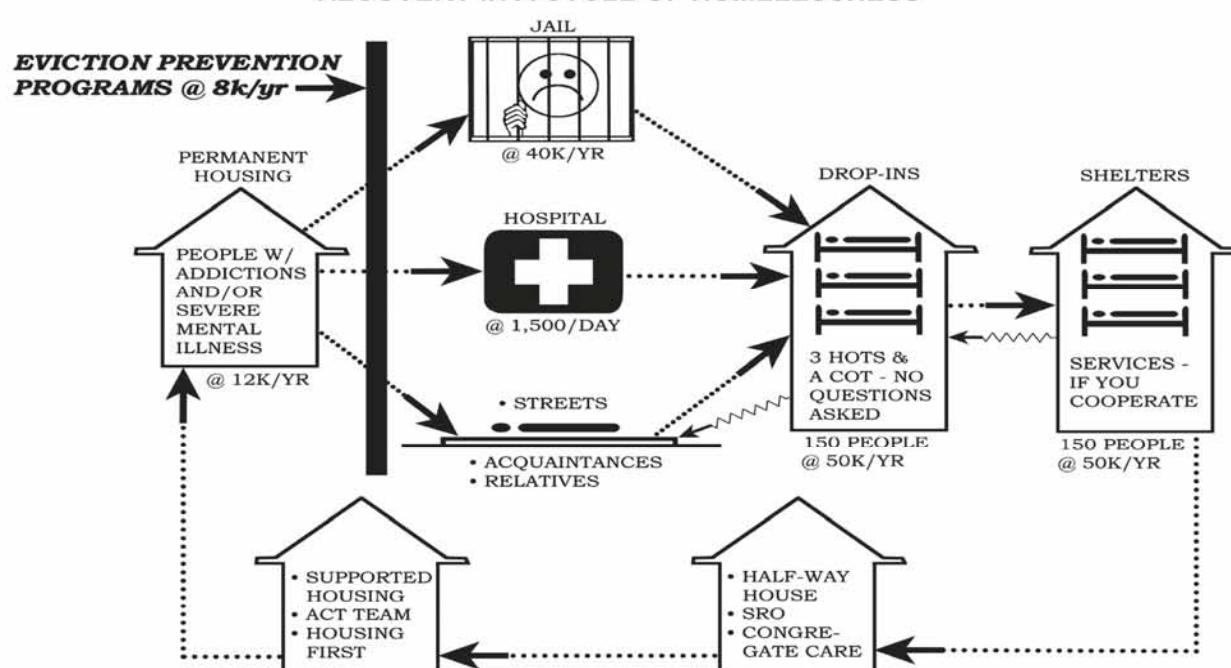 JAIL
EVICTION PREVENTION
PROGRAMS @ 8k/yr
@ 40K/YR
PERMANENT
HOUSING
PEOPLE W/
ADDICTIONS
AND/OR
SEVERE
MENTAL
ILLNESS
@ 12K/YR
HOSPITAL
@ 1,500/DAY
• STREETS
• ACQUAINTANCES
• RELATIVES
DROP-INS
3 HOTS &
A COT - NO
QUESTIONS
ASKED
150 PEOPLE
@ 50K/YR
SHELTERS
SERVICES -
IF YOU
COOPERATE
150 PEOPLE
@ 50K/YR
• SUPPORTED
HOUSING
• ACT TEAM
• HOUSING
FIRST
• HALF-WAY
HOUSE
• SRO
• CONGRE-
GATE CARE